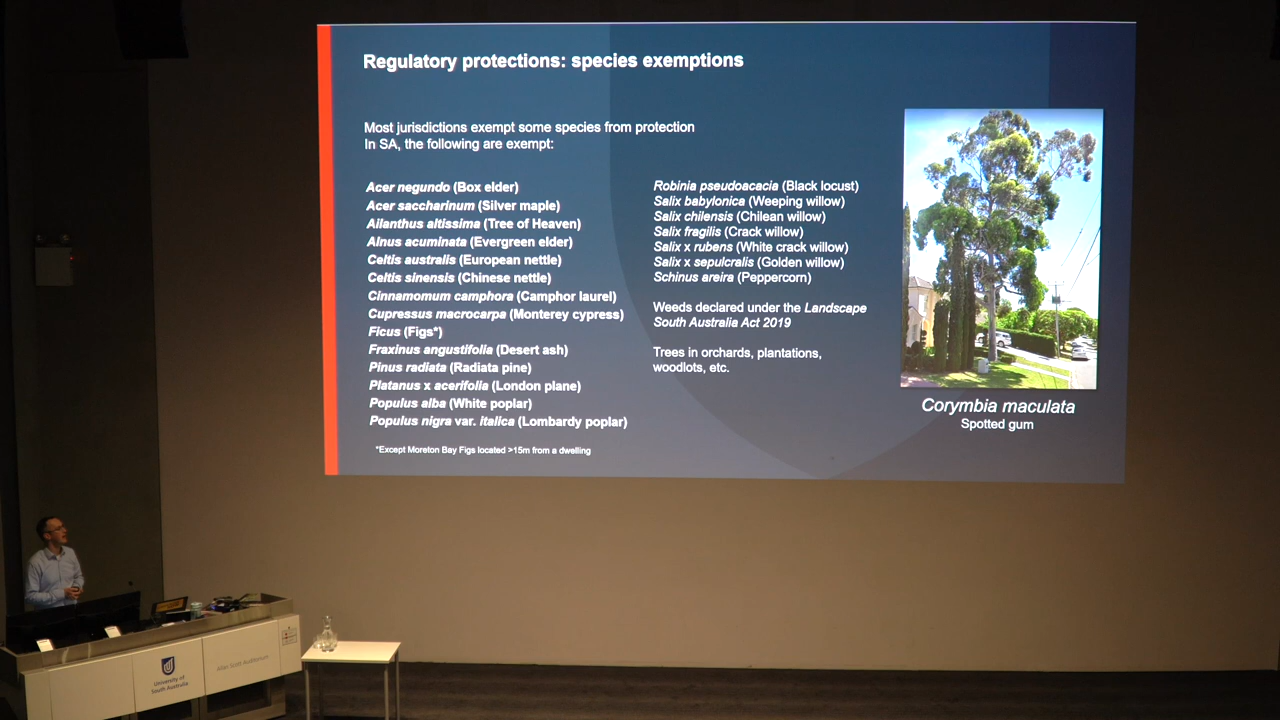 Regulatory protections: species exemptions
Most jurisdictions exempt some species from protection
In SA, the following are exempt:
Acer negundo (Box elder)
Acer saccharinum (Silver maple)
Ailanthus altissima (Tree of Heaven)
Alnus acuminata (Evergreen elder)
Celtis australis (European nettle)
Celtis sinensis (Chinese nettle)
Cinnamomum camphora (Camphor laurel)
Cupressus macrocarpa (Monterey cypress)
Ficus (Figs*)
Fraxinus angustifolia (Desert ash)
Pinus radiata (Radiata pine)
Platanus x acerifolia (London plane)
Populus alba (White poplar)
Populus nigra var. italica (Lombardy poplar)
*Except Moreton Bay Figs located >15m from a dwelling
Robinia pseudoacacia (Black locust)
Salix babylonica (Weeping willow)
Salix chilensis (Chilean willow)
Salix fragilis (Crack willow)
Salix x rubens (White crack willow)
Salix x sepulcralis (Golden willow)
Schinus areira (Peppercorn)
Weeds declared under the Landscape
South Australia Act 2019
Trees in orchards, plantations,
woodlots, etc.
Corymbia maculata
Spotted gum
University of
South Australia
Allan Scott Auditorium